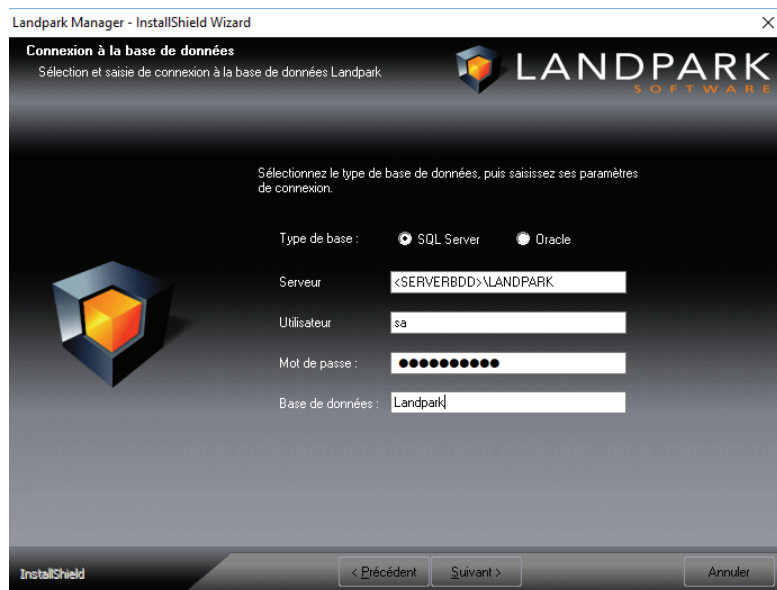 Landpark Manager - InstallShield Wizard
Connexion à la base de données
Sélection et saisie de connexion à la base de données Landpark
LANDPARK
SOFTWARE
Sélectionnez le type de base de données, puis saisissez ses paramètres
de connexion.
Type de base : SQL Server Oracle
Serveur <SERVERBDD>\LANDPARK
Utilisateur sa
Mot de passe : ●●●●●●●●●●
Base de données : Landpark
InstallShield
< Précédent Suivant > Annuler